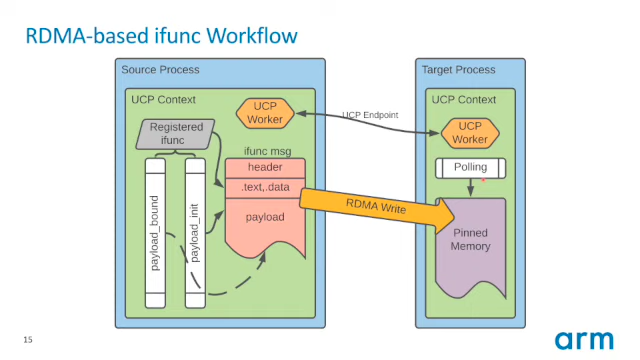 RDMA-based ifunc Workflow
Source Process
UCP Context
UCP
Worker
Registered
ifunc
ifunc msg
header
.text,.data
payload
payload_bound
payload_init
UCP Endpoint
RDMA Write
Target Process
UCP Context
UCP
Worker
Polling
Pinned
Memory
15
arm